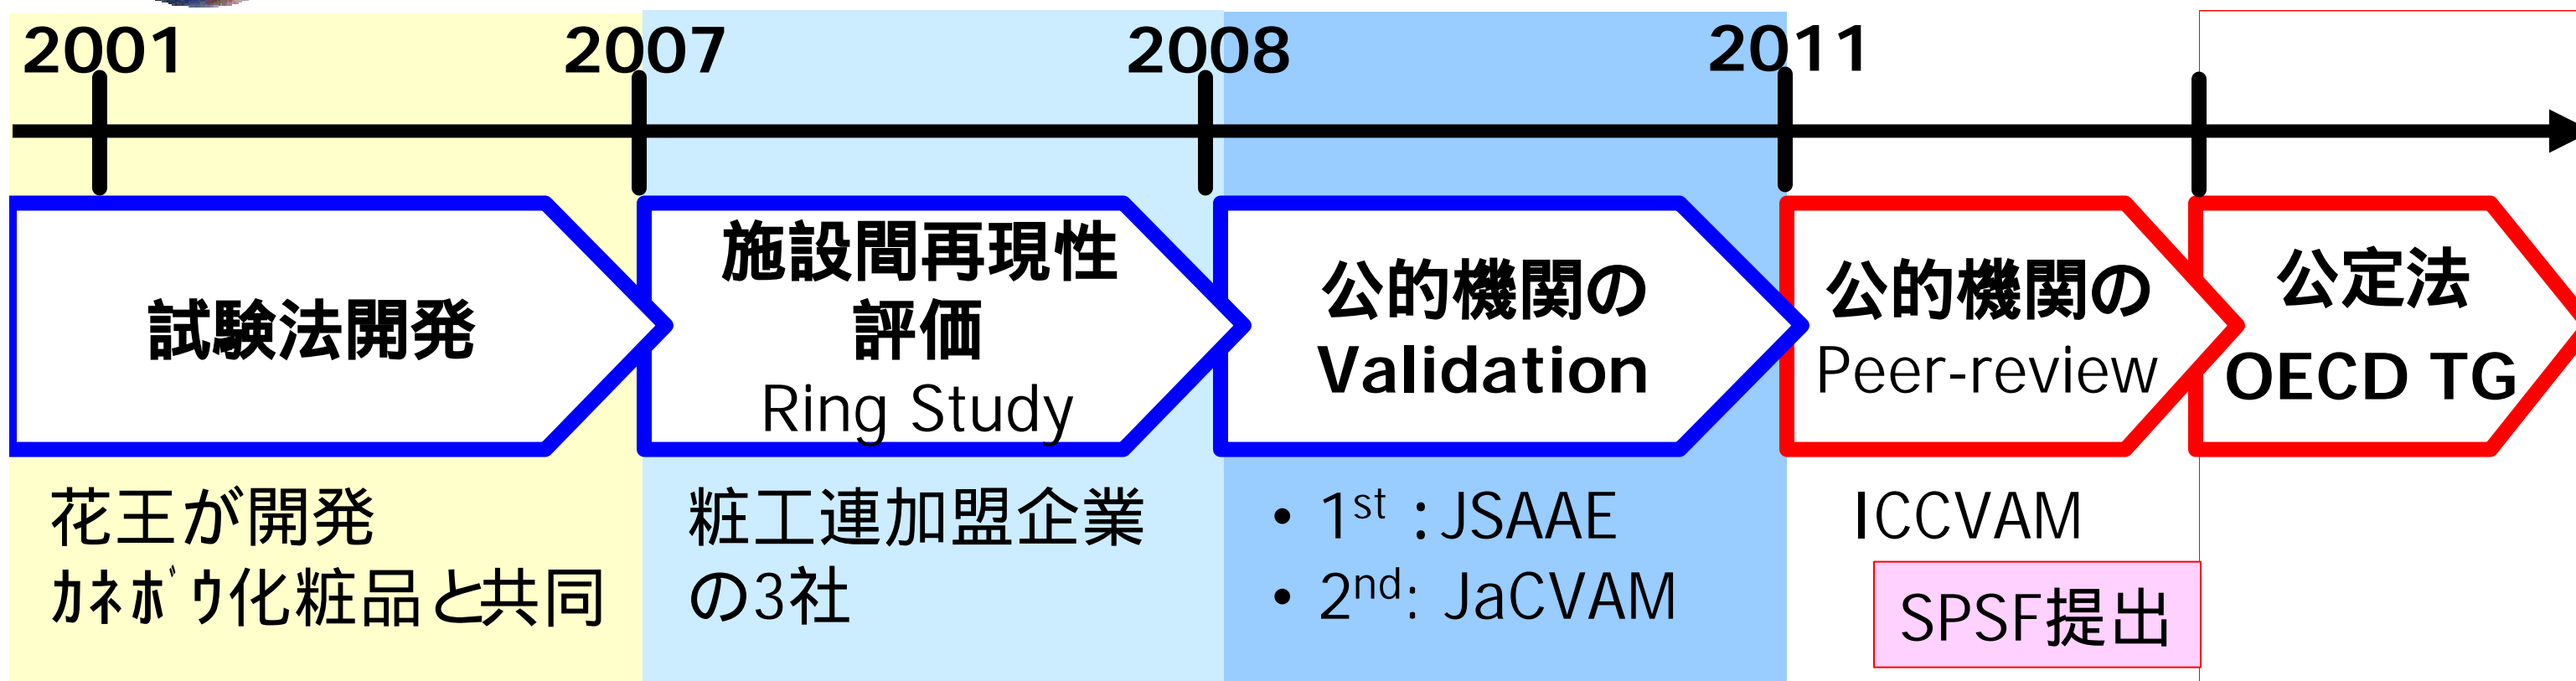 2001
2007
2008
2011
試験法開発
施設間再現性
評価
Ring Study
公的機関の
Validation
公的機関の
Peer-review
公定法
OECD TG
花王が開発
ｶﾈﾎﾞｳ化粧品と共同
粧工連加盟企業
の3社
• 1st : JSAAE
• 2nd: JaCVAM
ICCVAM
SPSF提出